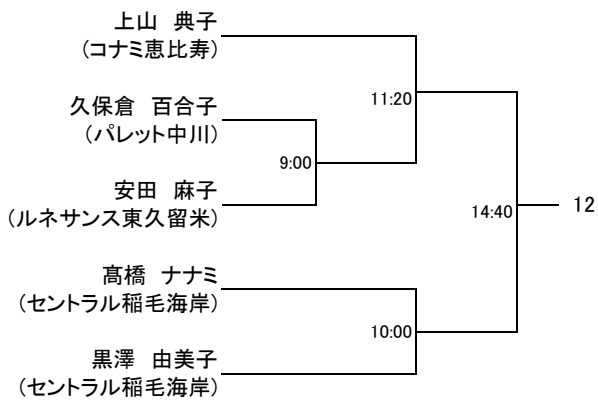 上山　典子
（コナミ恵比寿）
11:20
久保倉　百合子
（パレット中川）
9:00
安田　麻子
（ルネサンス東久留米）
14:40
12
髙橋　ナナミ
（セントラル稲毛海岸）
10:00
黒澤　由美子
（セントラル稲毛海岸）